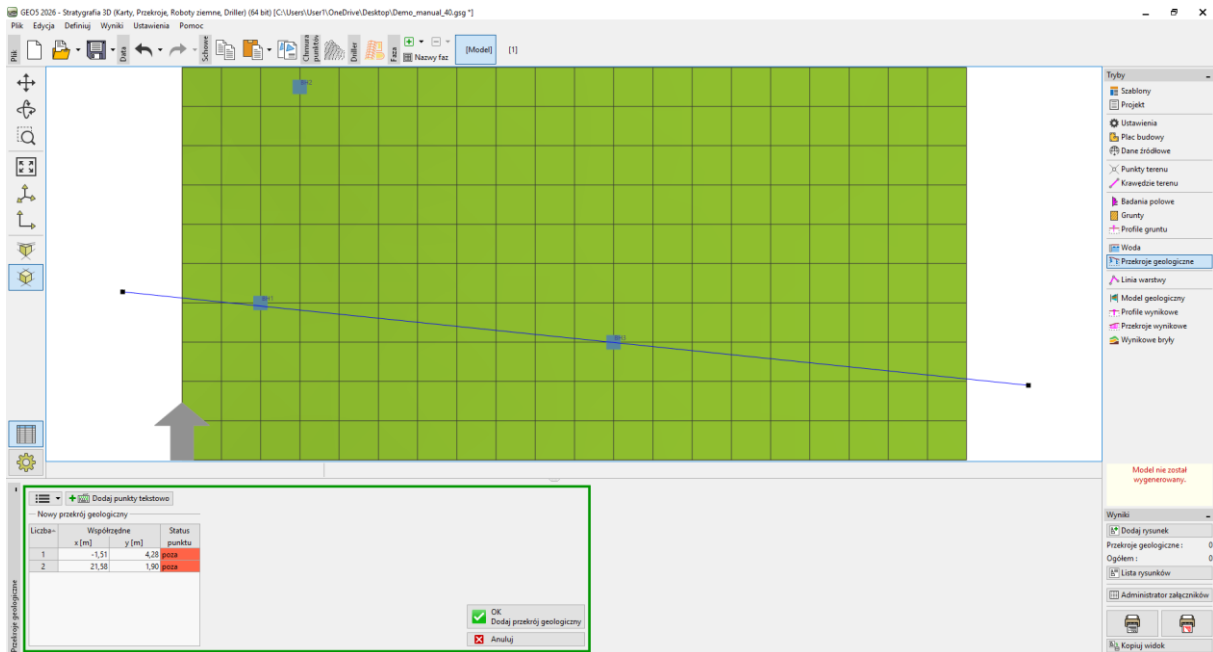 GEO5 2026 - Stratygrafia 3D (Karty, Przekroje, Roboty ziemne, Driller) (64 bit) [C:\Users\User1\OneDrive\Desktop\Demo_manual_40.gsg *]
Plik Edycja Definiuj Wyniki Ustawienia Pomoc
Plik
Data
Schowek
Chmura punktów
Driller
Faza
Nazwy faz
[Model] [1]
BH2
BH1
BH3
Tryby
Szablony
Projekt
Ustawienia
Plac budowy
Dane źródłowe
Punkty terenu
Krawędzie terenu
Badania polowe
Grunty
Profile gruntu
Woda
Przekroje geologiczne
Linia warstwy
Model geologiczny
Profile wynikowe
Przekroje wynikowe
Wynikowe bryły
Model nie został
wygenerowany.
Wyniki
Dodaj rysunek
Przekroje geologiczne : 0
Ogółem : 0
Lista rysunków
Administrator załączników
Kopiuj widok
Przekroje geologiczne
Dodaj punkty tekstowo
Nowy przekrój geologiczny
Liczba Współrzędne Status
x [m] y [m] punktu
1 -1,51 4,28 poza
2 21,58 1,90 poza
OK
Dodaj przekrój geologiczny
Anuluj